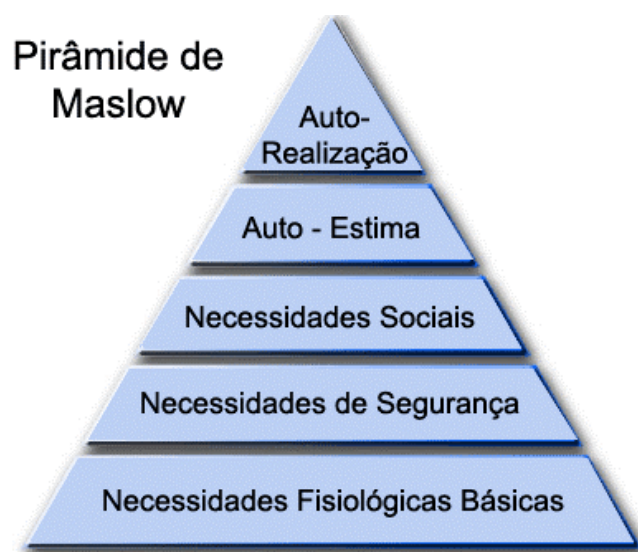 Pirâmide de
Maslow
Auto-
Realização
Auto - Estima
Necessidades Sociais
Necessidades de Segurança
Necessidades Fisiológicas Básicas